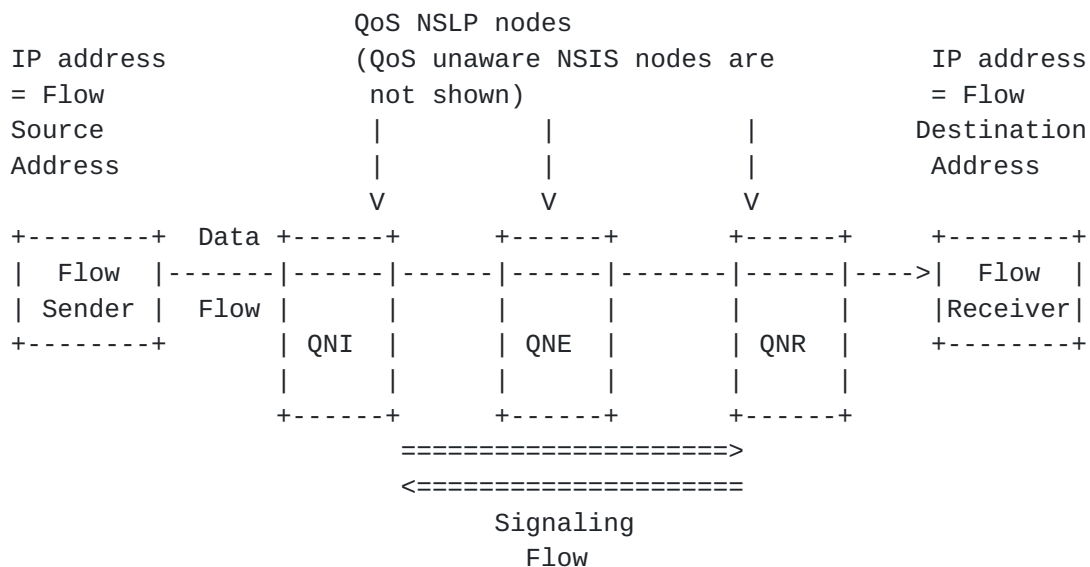 QoS NSLP nodes
IP address            (QoS unaware NSIS nodes are          IP address
= Flow                 not shown)                          = Flow
Source                 |          |            |          Destination
Address                |          |            |           Address
                       V          V            V
+--------+  Data +------+      +------+       +------+     +--------+
|  Flow  |-------|------|------|------|-------|------|---->|  Flow  |
| Sender |  Flow |      |      |      |       |      |     |Receiver|
+--------+       | QNI  |      | QNE  |       | QNR  |     +--------+
                 |      |      |      |       |      |
                 +------+      +------+       +------+
                         =====================>
                         <=====================
                               Signaling
                                 Flow